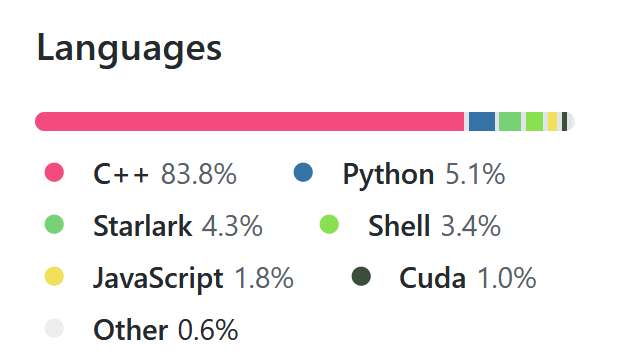 Languages
C++ 83.8% Python 5.1%
Starlark 4.3% Shell 3.4%
JavaScript 1.8% Cuda 1.0%
Other 0.6%